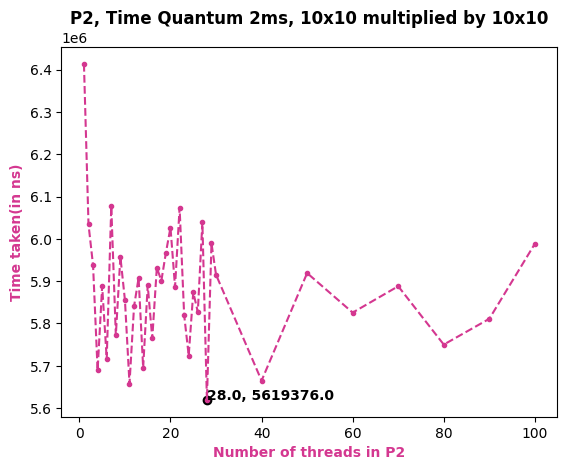 P2, Time Quantum 2ms, 10x10 multiplied by 10x10
1e6
6.4
6.3
6.2
6.1
6.0
5.9
5.8
5.7
5.6
Time taken(in ns)
28.0, 5619376.0
0 20 40 60 80 100
Number of threads in P2